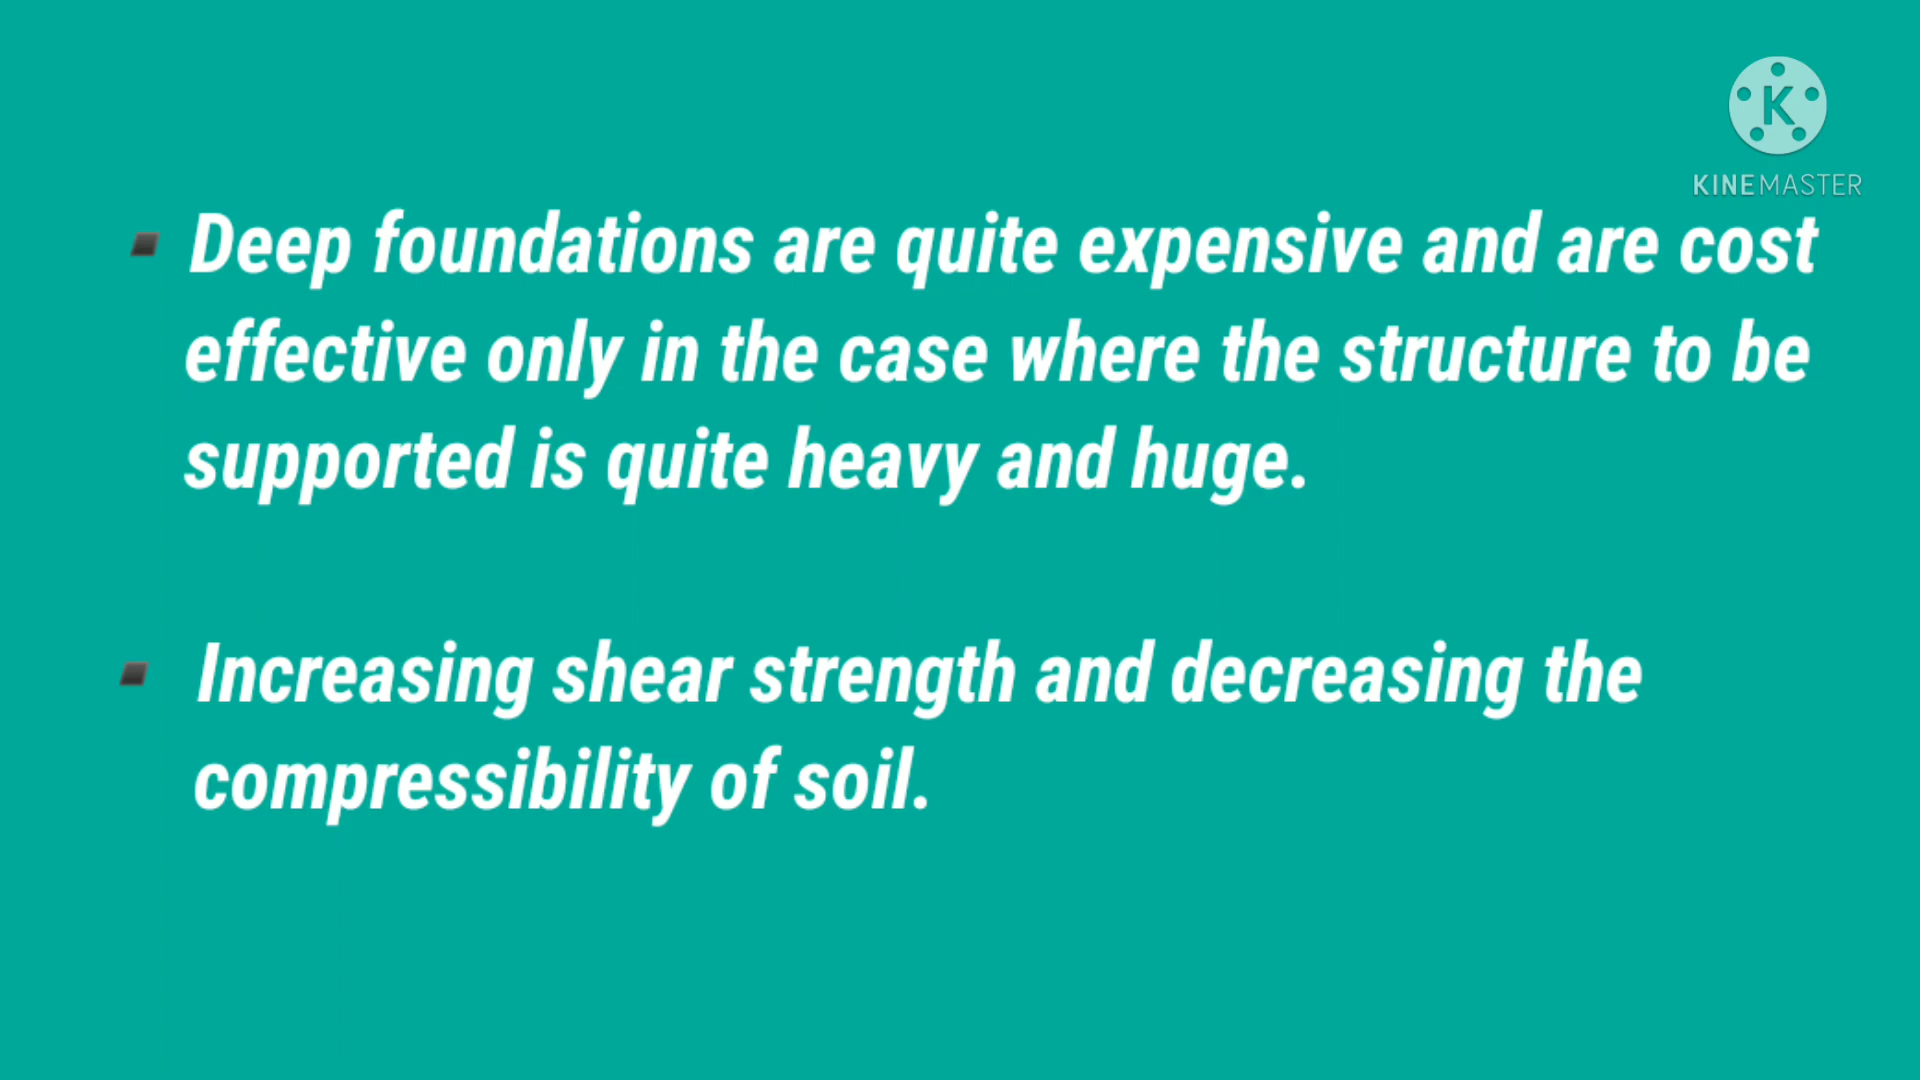 K
KINEMASTER
▪ Deep foundations are quite expensive and are cost
effective only in the case where the structure to be
supported is quite heavy and huge.
▪ Increasing shear strength and decreasing the
compressibility of soil.